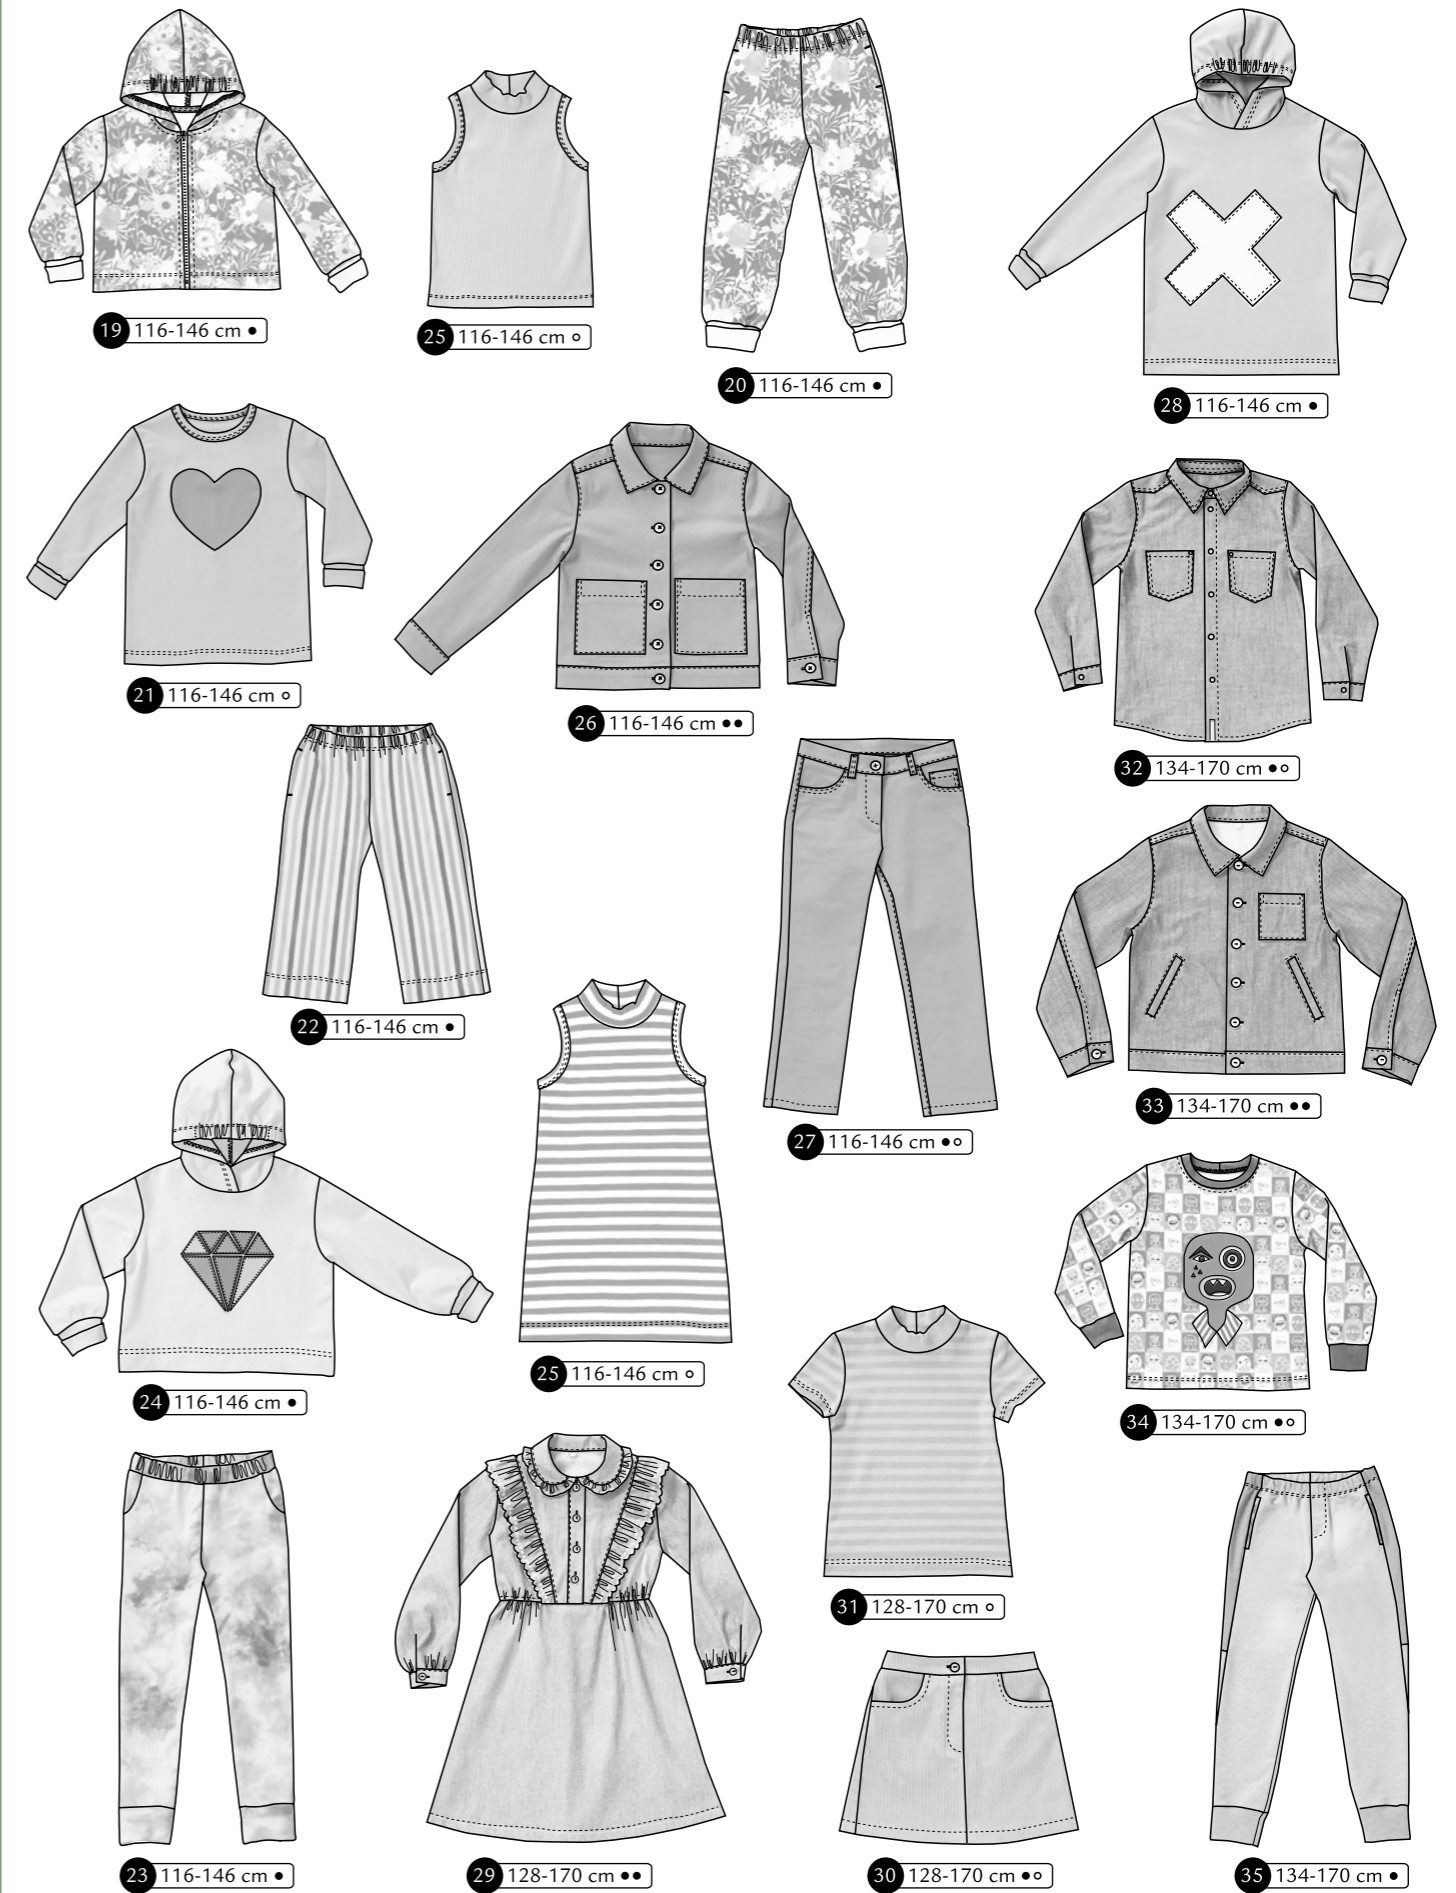 19 116-146 cm ●
25 116-146 cm ○
20 116-146 cm ●
28 116-146 cm ●
21 116-146 cm ○
26 116-146 cm ●●
32 134-170 cm ●○
22 116-146 cm ●
27 116-146 cm ●○
33 134-170 cm ●●
24 116-146 cm ●
25 116-146 cm ○
34 134-170 cm ●○
31 128-170 cm ○
23 116-146 cm ●
29 128-170 cm ●●
30 128-170 cm ●○
35 134-170 cm ●